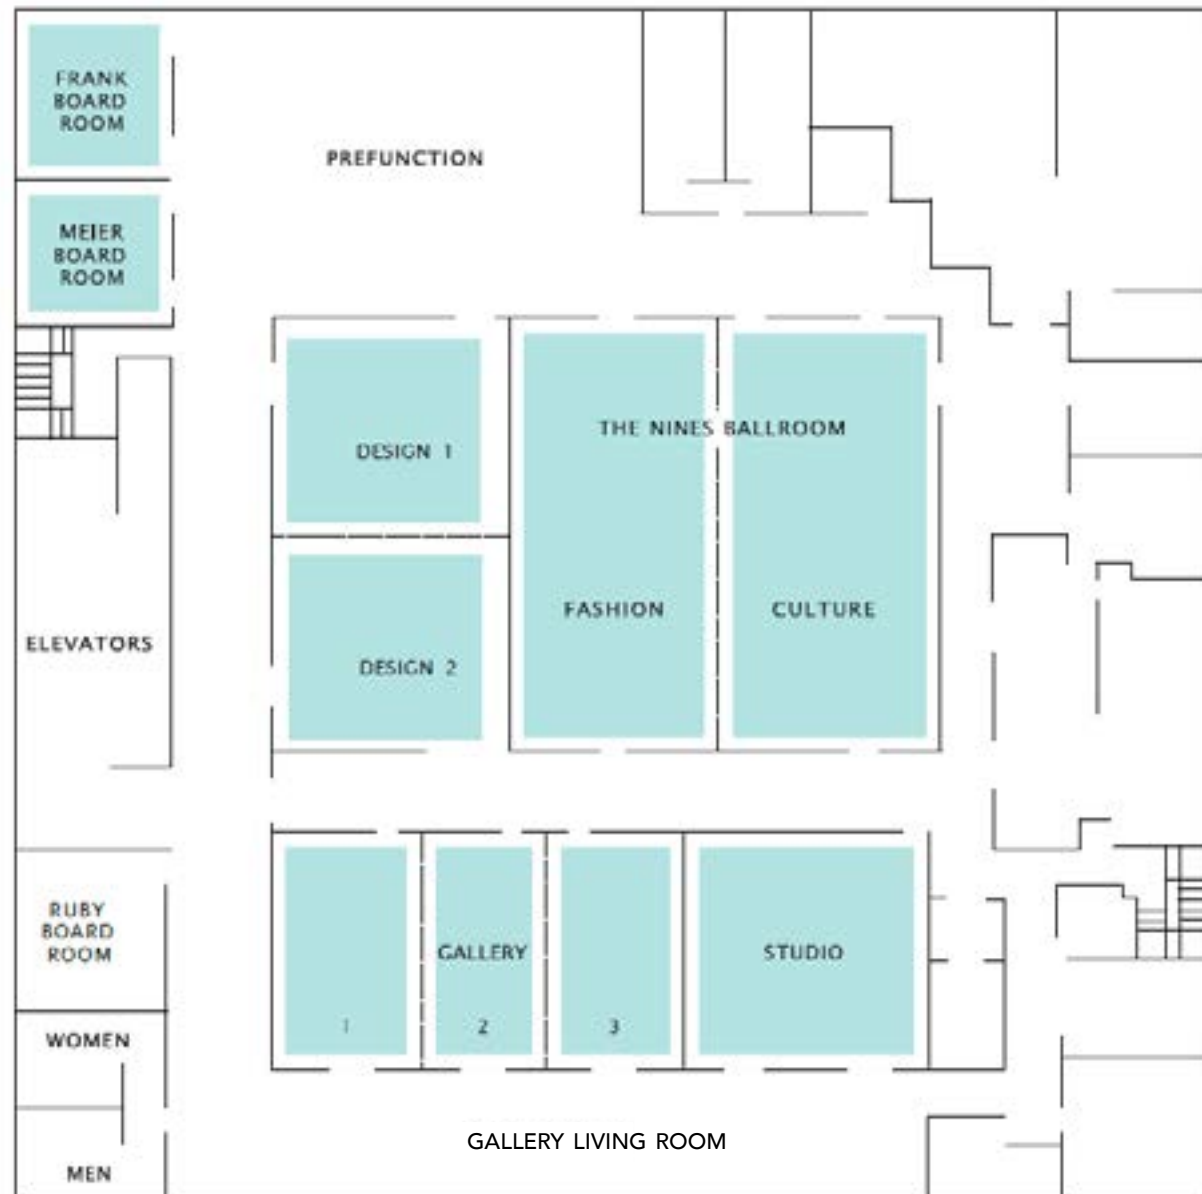 FRANK
BOARD
ROOM
PREFUNCTION
MEIER
BOARD
ROOM
THE NINES BALLROOM
DESIGN 1
FASHION
CULTURE
ELEVATORS
DESIGN 2
RUBY
BOARD
ROOM
GALLERY
STUDIO
1
2
3
WOMEN
GALLERY LIVING ROOM
MEN